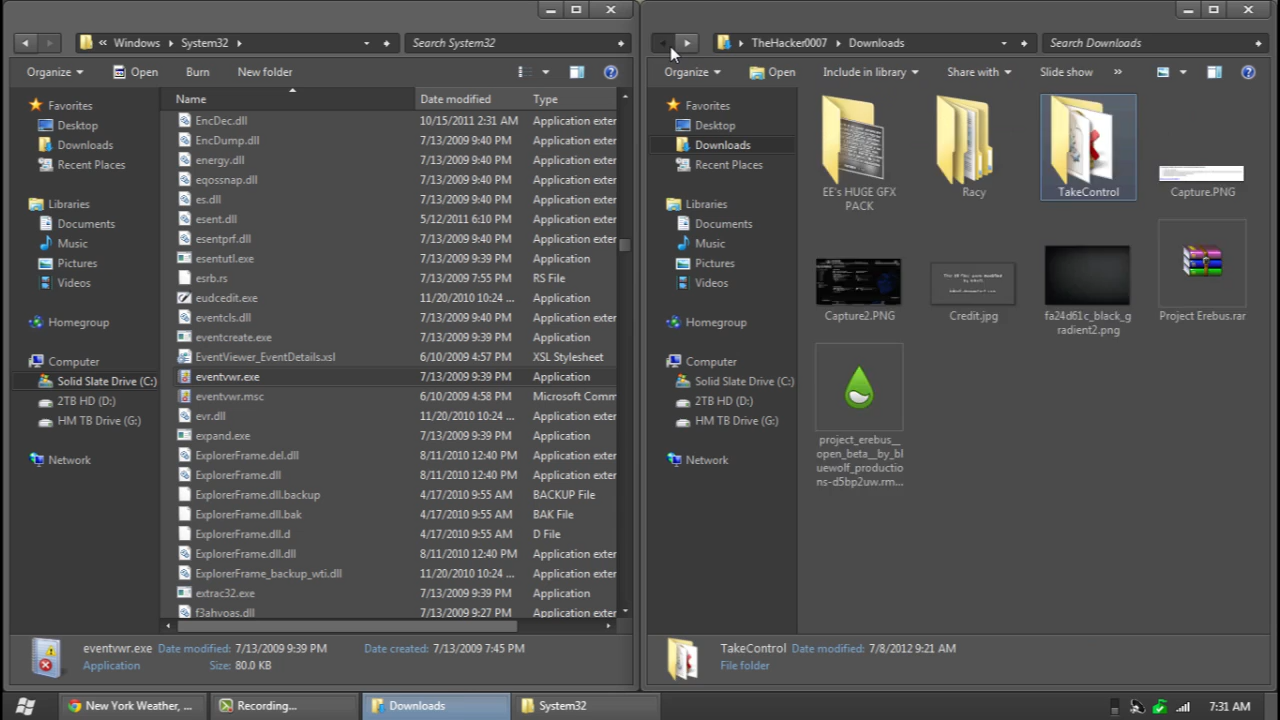 « Windows System32
Search System32
Organize Open Burn New folder
Favorites
Desktop
Downloads
Recent Places
Libraries
Documents
Music
Pictures
Videos
Homegroup
Computer
Solid Slate Drive (C:)
2TB HD (D:)
HM TB Drive (G:)
Network
Name Date modified Type
EncDec.dll 10/15/2011 2:31 AM Application exten
EncDump.dll 7/13/2009 9:40 PM Application exten
energy.dll 7/13/2009 9:40 PM Application exten
eqossnap.dll 7/13/2009 9:40 PM Application exten
es.dll 7/13/2009 9:40 PM Application exten
esent.dll 5/12/2011 6:10 PM Application exten
esentprf.dll 7/13/2009 9:40 PM Application exten
esentutl.exe 7/13/2009 9:39 PM Application
esrb.rs 7/13/2009 7:55 PM RS File
eudcedit.exe 11/20/2010 10:24 ... Application
eventcls.dll 7/13/2009 9:40 PM Application exten
eventcreate.exe 7/13/2009 9:39 PM Application
EventViewer_EventDetails.xsl 6/10/2009 4:57 PM XSL Stylesheet
eventvwr.exe 7/13/2009 9:39 PM Application
eventvwr.msc 6/10/2009 4:58 PM Microsoft Comm
evr.dll 11/20/2010 10:24 ... Application exten
expand.exe 7/13/2009 9:39 PM Application
ExplorerFrame.del.dll 8/11/2010 12:40 PM Application exten
ExplorerFrame.dll 7/13/2009 9:40 PM Application exten
ExplorerFrame.dll.backup 4/17/2010 9:55 AM BACKUP File
ExplorerFrame.dll.bak 4/17/2010 9:55 AM BAK File
ExplorerFrame.dll.d 4/17/2010 9:55 AM D File
ExplorerFrame.dll.dll 8/11/2010 12:40 PM Application exten
ExplorerFrame_backup_wti.dll 11/20/2010 10:24 ... Application exten
extrac32.exe 7/13/2009 9:39 PM Application
f3ahvoas.dll 7/13/2009 9:27 PM Application exten
eventvwr.exe Date modified: 7/13/2009 9:39 PM Date created: 7/13/2009 7:45 PM
Application Size: 80.0 KB
TheHacker0007 Downloads
Search Downloads
Organize Open Include in library Share with Slide show »
Favorites
Desktop
Downloads
Recent Places
Libraries
Documents
Music
Pictures
Videos
Homegroup
Computer
Solid Slate Drive (C:)
2TB HD (D:)
HM TB Drive (G:)
Network
EE's HUGE GFX
PACK
Racy
TakeControl
Capture.PNG
Capture2.PNG
Credit.jpg
fa24d61c_black_g
radient2.png
Project Erebus.rar
project_erebus__
open_beta__by_bl
uewolf_productio
ns-d5bp2uw.rm...
TakeControl Date modified: 7/8/2012 9:21 AM
File folder
New York Weather, ...
Recording...
Downloads
System32
7:31 AM